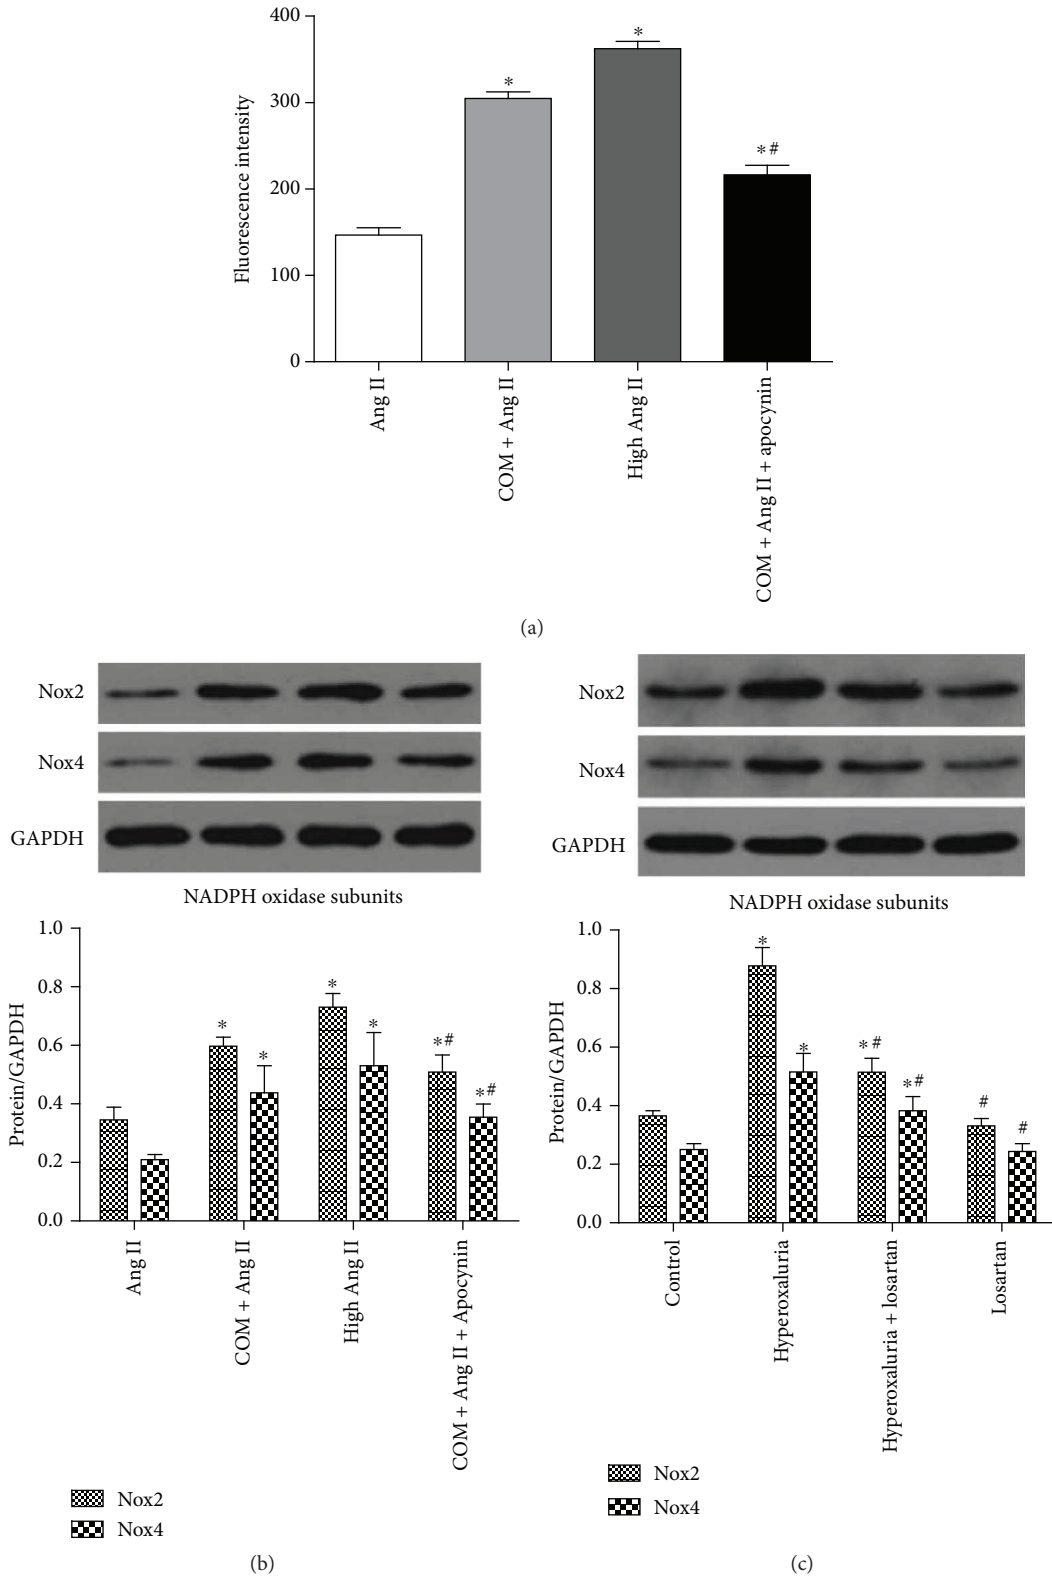 400
300
200
100
0
Fluorescence intensity
*
*
*#
Ang II
COM + Ang II
High Ang II
COM + Ang II + apocynin
(a)
Nox2
Nox4
GAPDH
NADPH oxidase subunits
1.0
0.8
0.6
0.4
0.2
0.0
Protein/GAPDH
*
*
*
*
*#
*#
Ang II
COM + Ang II
High Ang II
COM + Ang II + Apocynin
Nox2
Nox4
(b)
Nox2
Nox4
GAPDH
NADPH oxidase subunits
1.0
0.8
0.6
0.4
0.2
0.0
Protein/GAPDH
*
*
*#
*#
#
#
Control
Hyperoxaluria
Hyperoxaluria + losartan
Losartan
Nox2
Nox4
(c)